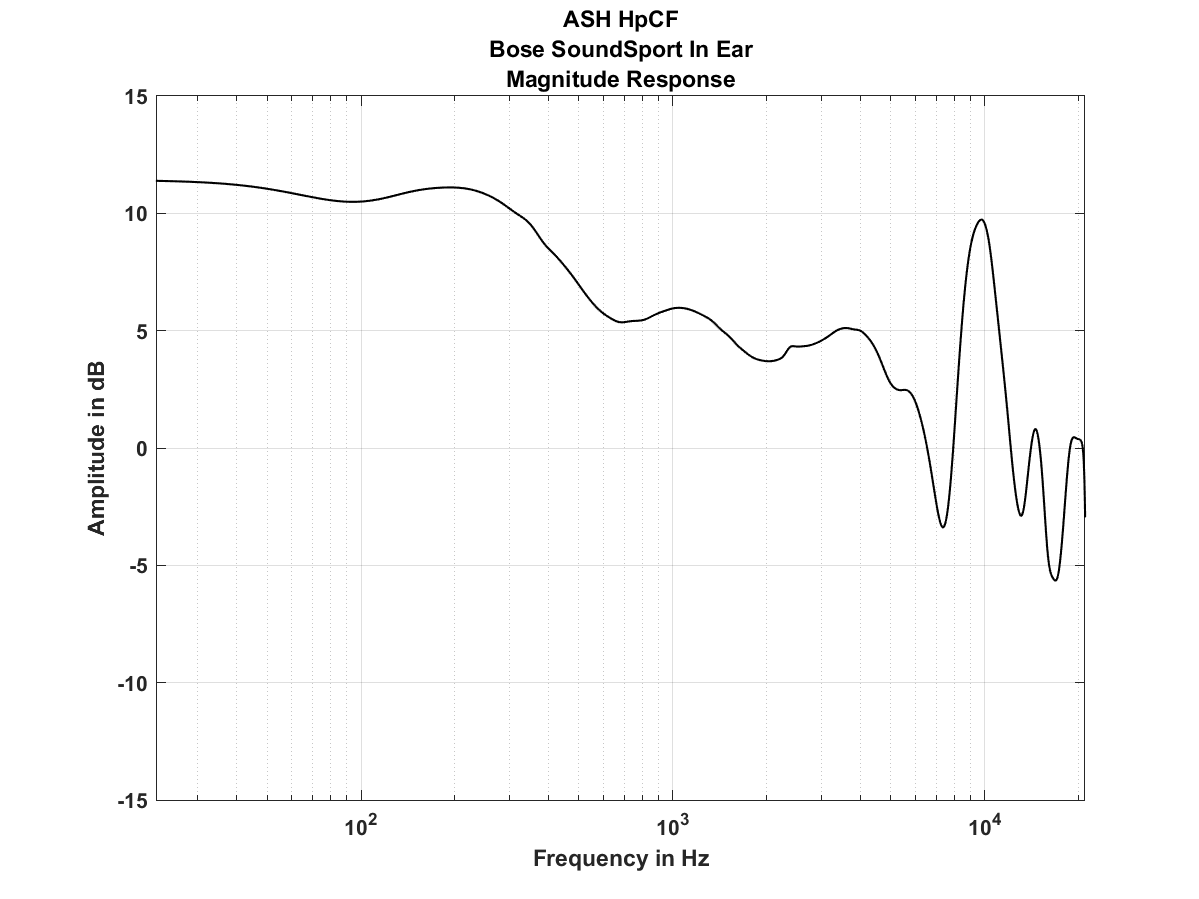 ASH HpCF
Bose SoundSport In Ear
Magnitude Response
15
10
5
0
-5
-10
-15
Amplitude in dB
10² 10³ 10⁴
Frequency in Hz